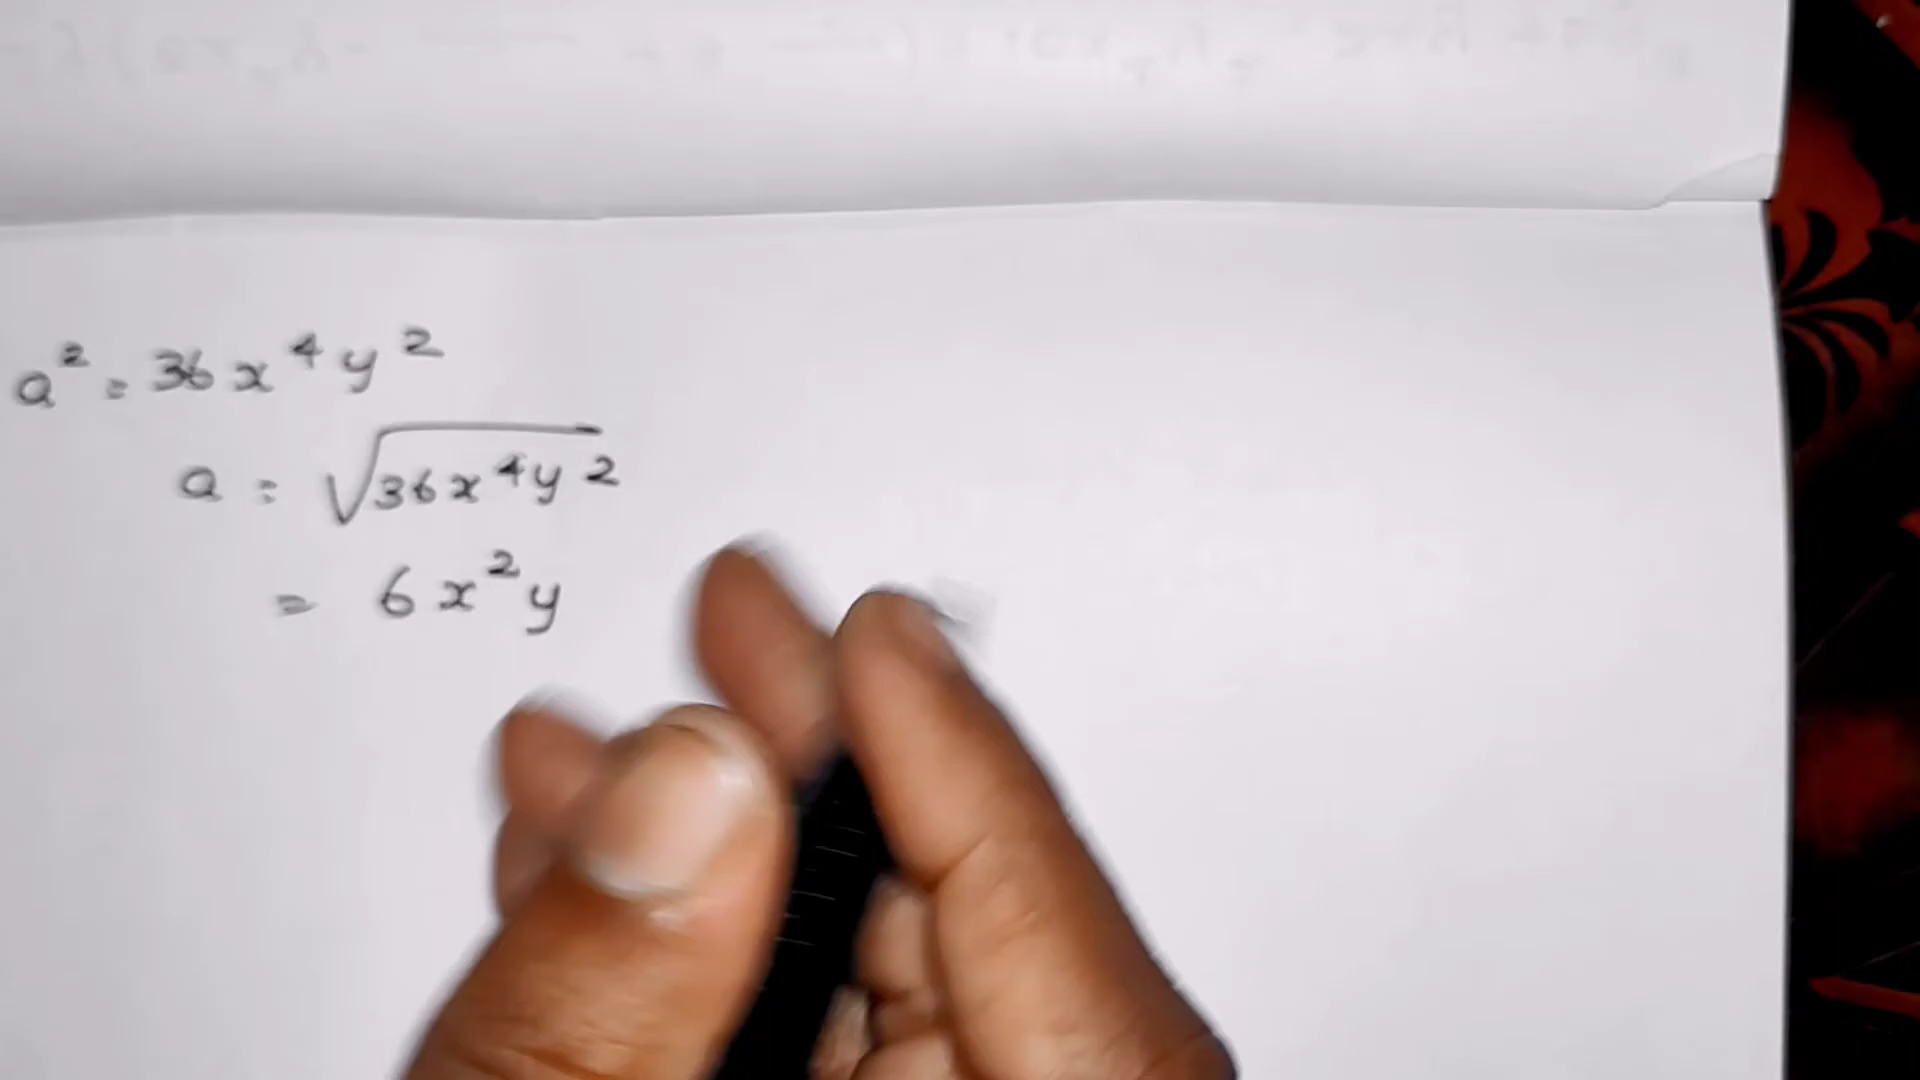 a² = 36x⁴y²
a = √36x⁴y²
= 6x²y